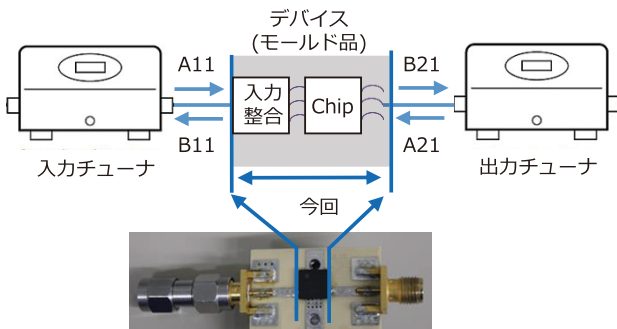 デバイス
(モールド品)
A11
B21
入力
整合
Chip
B11
A21
入力チューナ
出力チューナ
今回